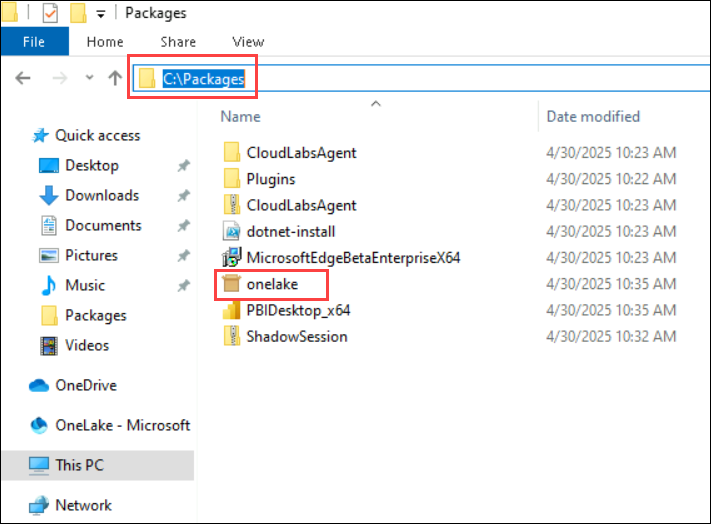 Packages
File Home Share View
C:\Packages
Name Date modified
Quick access
Desktop
Downloads
Documents
Pictures
Music
Packages
Videos
OneDrive
OneLake - Microsoft
This PC
Network
CloudLabsAgent 4/30/2025 10:23 AM
Plugins 4/30/2025 10:22 AM
CloudLabsAgent 4/30/2025 10:23 AM
dotnet-install 4/30/2025 10:23 AM
MicrosoftEdgeBetaEnterpriseX64 4/30/2025 10:23 AM
onelake 4/30/2025 10:35 AM
PBIDesktop_x64 4/30/2025 10:35 AM
ShadowSession 4/30/2025 10:32 AM